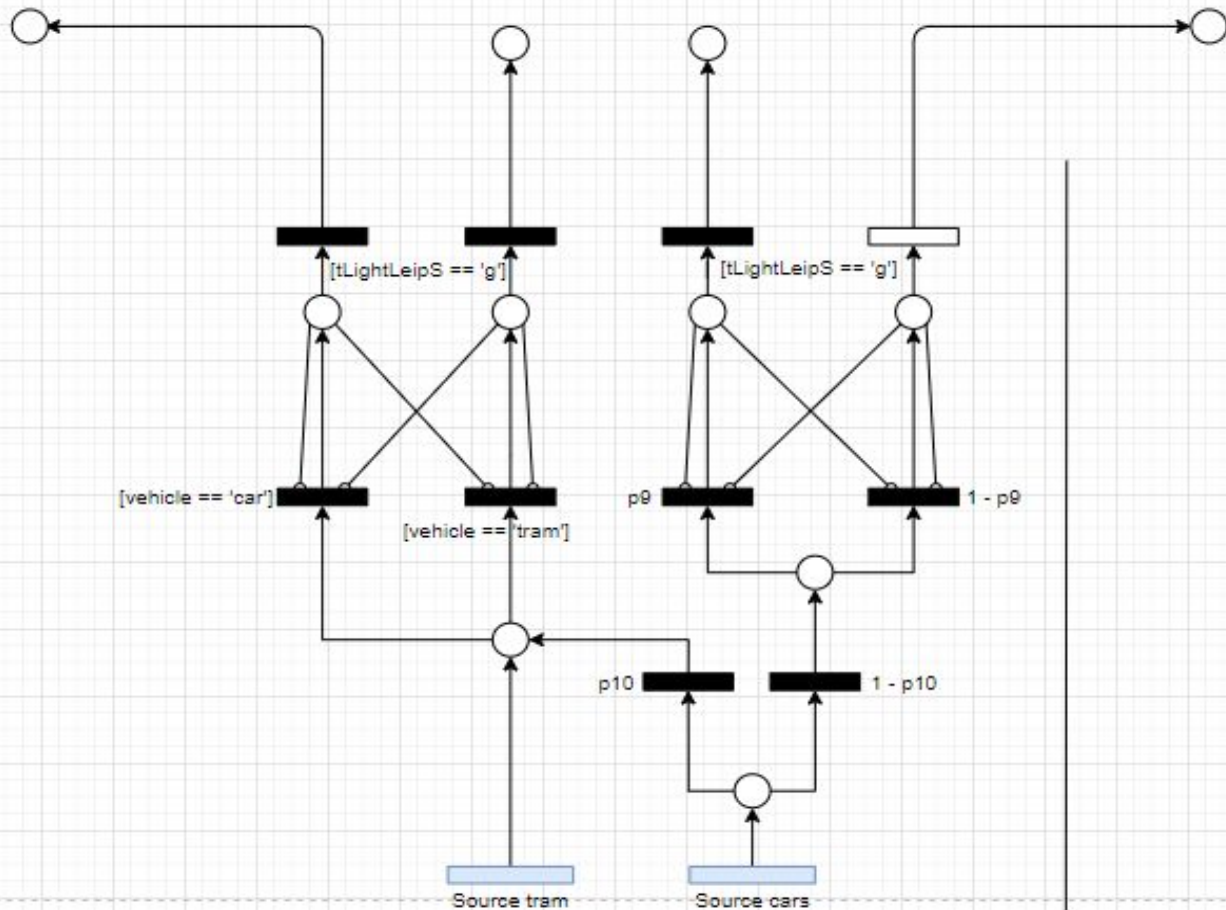 [tLightLeipS == 'g']
[tLightLeipS == 'g']
[vehicle == 'car']
p9
1 - p9
[vehicle == 'tram']
p10
1 - p10
Source tram
Source cars